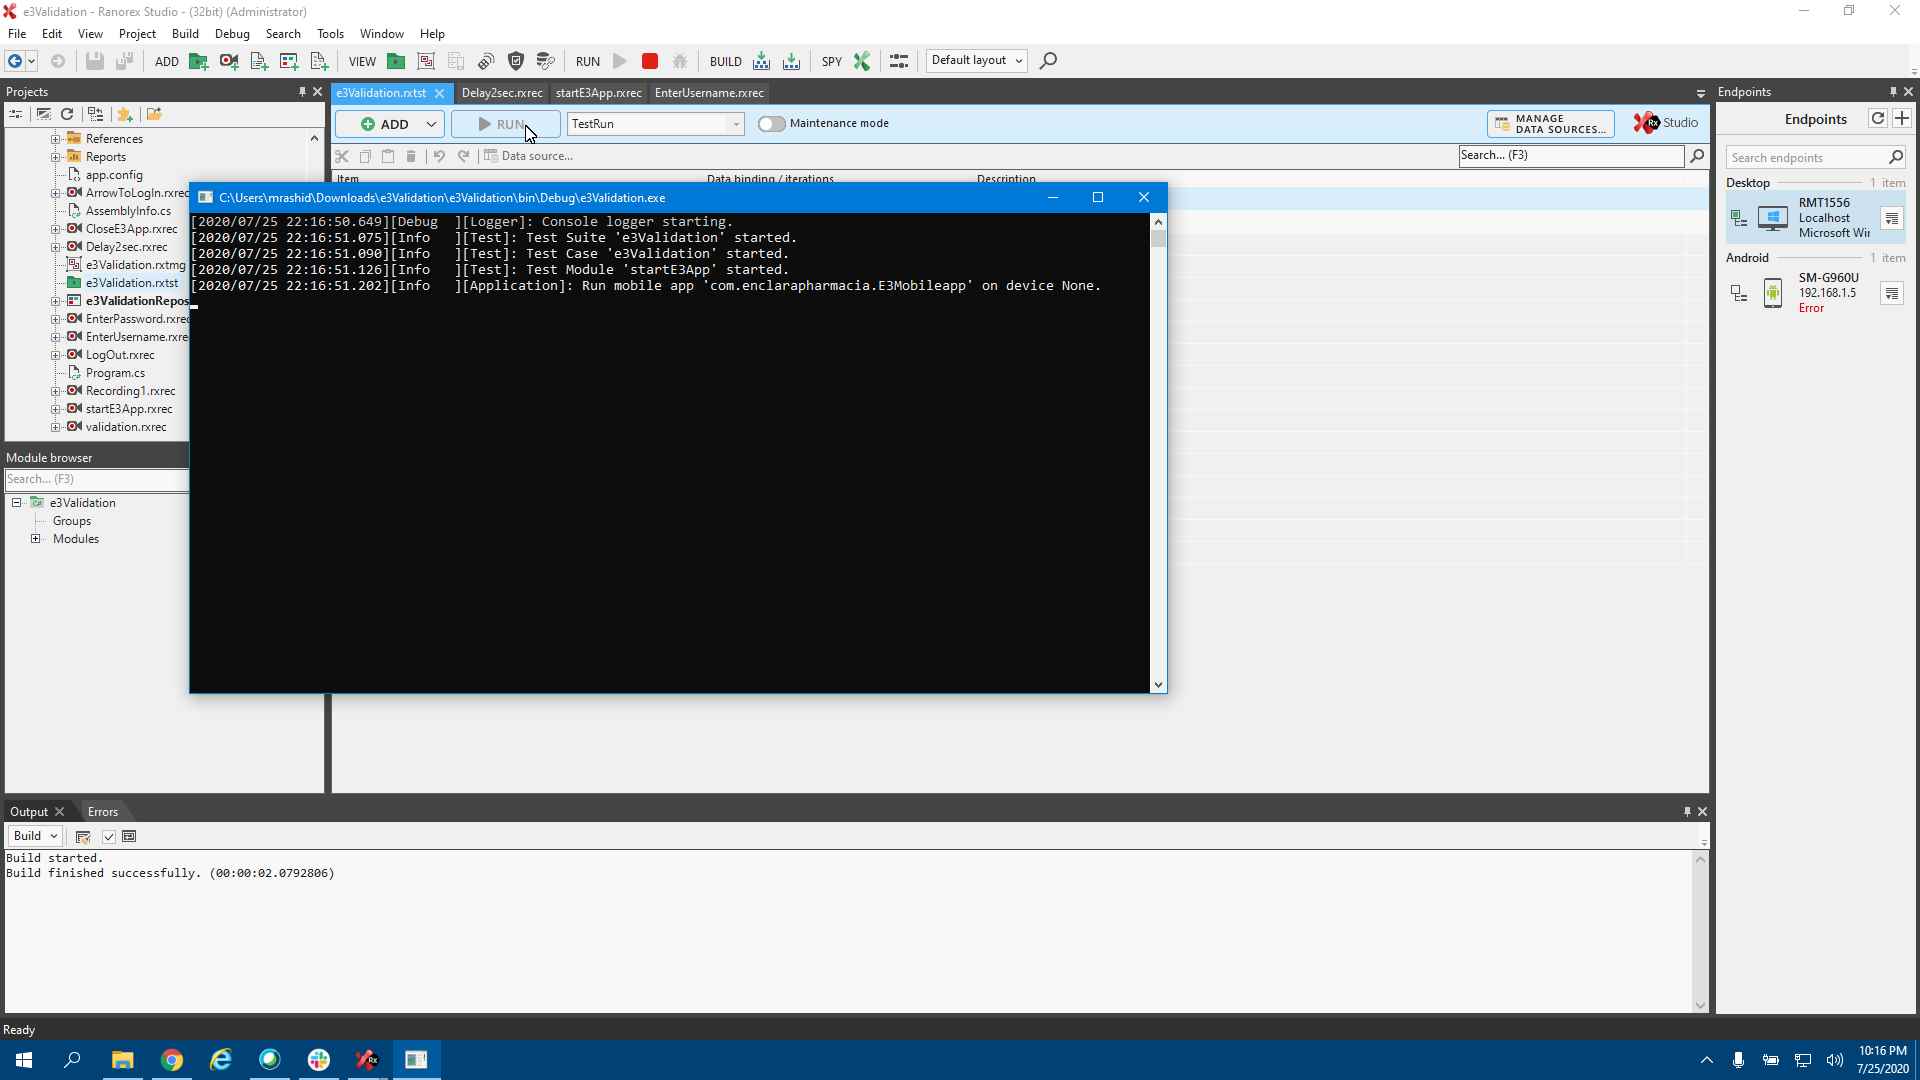 e3Validation - Ranorex Studio - (32bit) (Administrator)
File Edit View Project Build Debug Search Tools Window Help
ADD VIEW RUN BUILD SPY Default layout
Projects
References
Reports
app.config
ArrowToLogIn.rxrec
AssemblyInfo.cs
CloseE3App.rxrec
Delay2sec.rxrec
e3Validation.rxtmg
e3Validation.rxtst
e3ValidationRepos
EnterPassword.rxrec
EnterUsername.rxre
LogOut.rxrec
Program.cs
Recording1.rxrec
startE3App.rxrec
validation.rxrec
Module browser
Search... (F3)
e3Validation
Groups
Modules
e3Validation.rxtst Delay2sec.rxrec startE3App.rxrec EnterUsername.rxrec
ADD RUN TestRun Maintenance mode MANAGE
DATA SOURCES... Rx Studio
Data source... Search... (F3)
Item Data binding / iterations Description
C:\Users\mrashid\Downloads\e3Validation\e3Validation\bin\Debug\e3Validation.exe
[2020/07/25 22:16:50.649][Debug  ][Logger]: Console logger starting.
[2020/07/25 22:16:51.075][Info   ][Test]: Test Suite 'e3Validation' started.
[2020/07/25 22:16:51.090][Info   ][Test]: Test Case 'e3Validation' started.
[2020/07/25 22:16:51.126][Info   ][Test]: Test Module 'startE3App' started.
[2020/07/25 22:16:51.202][Info   ][Application]: Run mobile app 'com.enclarapharmacia.E3Mobileapp' on device None.
Endpoints
Endpoints
Search endpoints
Desktop 1 item
RMT1556
Localhost
Microsoft Wir
Android 1 item
SM-G960U
192.168.1.5
Error
Output Errors
Build
Build started.
Build finished successfully. (00:00:02.0792806)
Ready
10:16 PM
7/25/2020